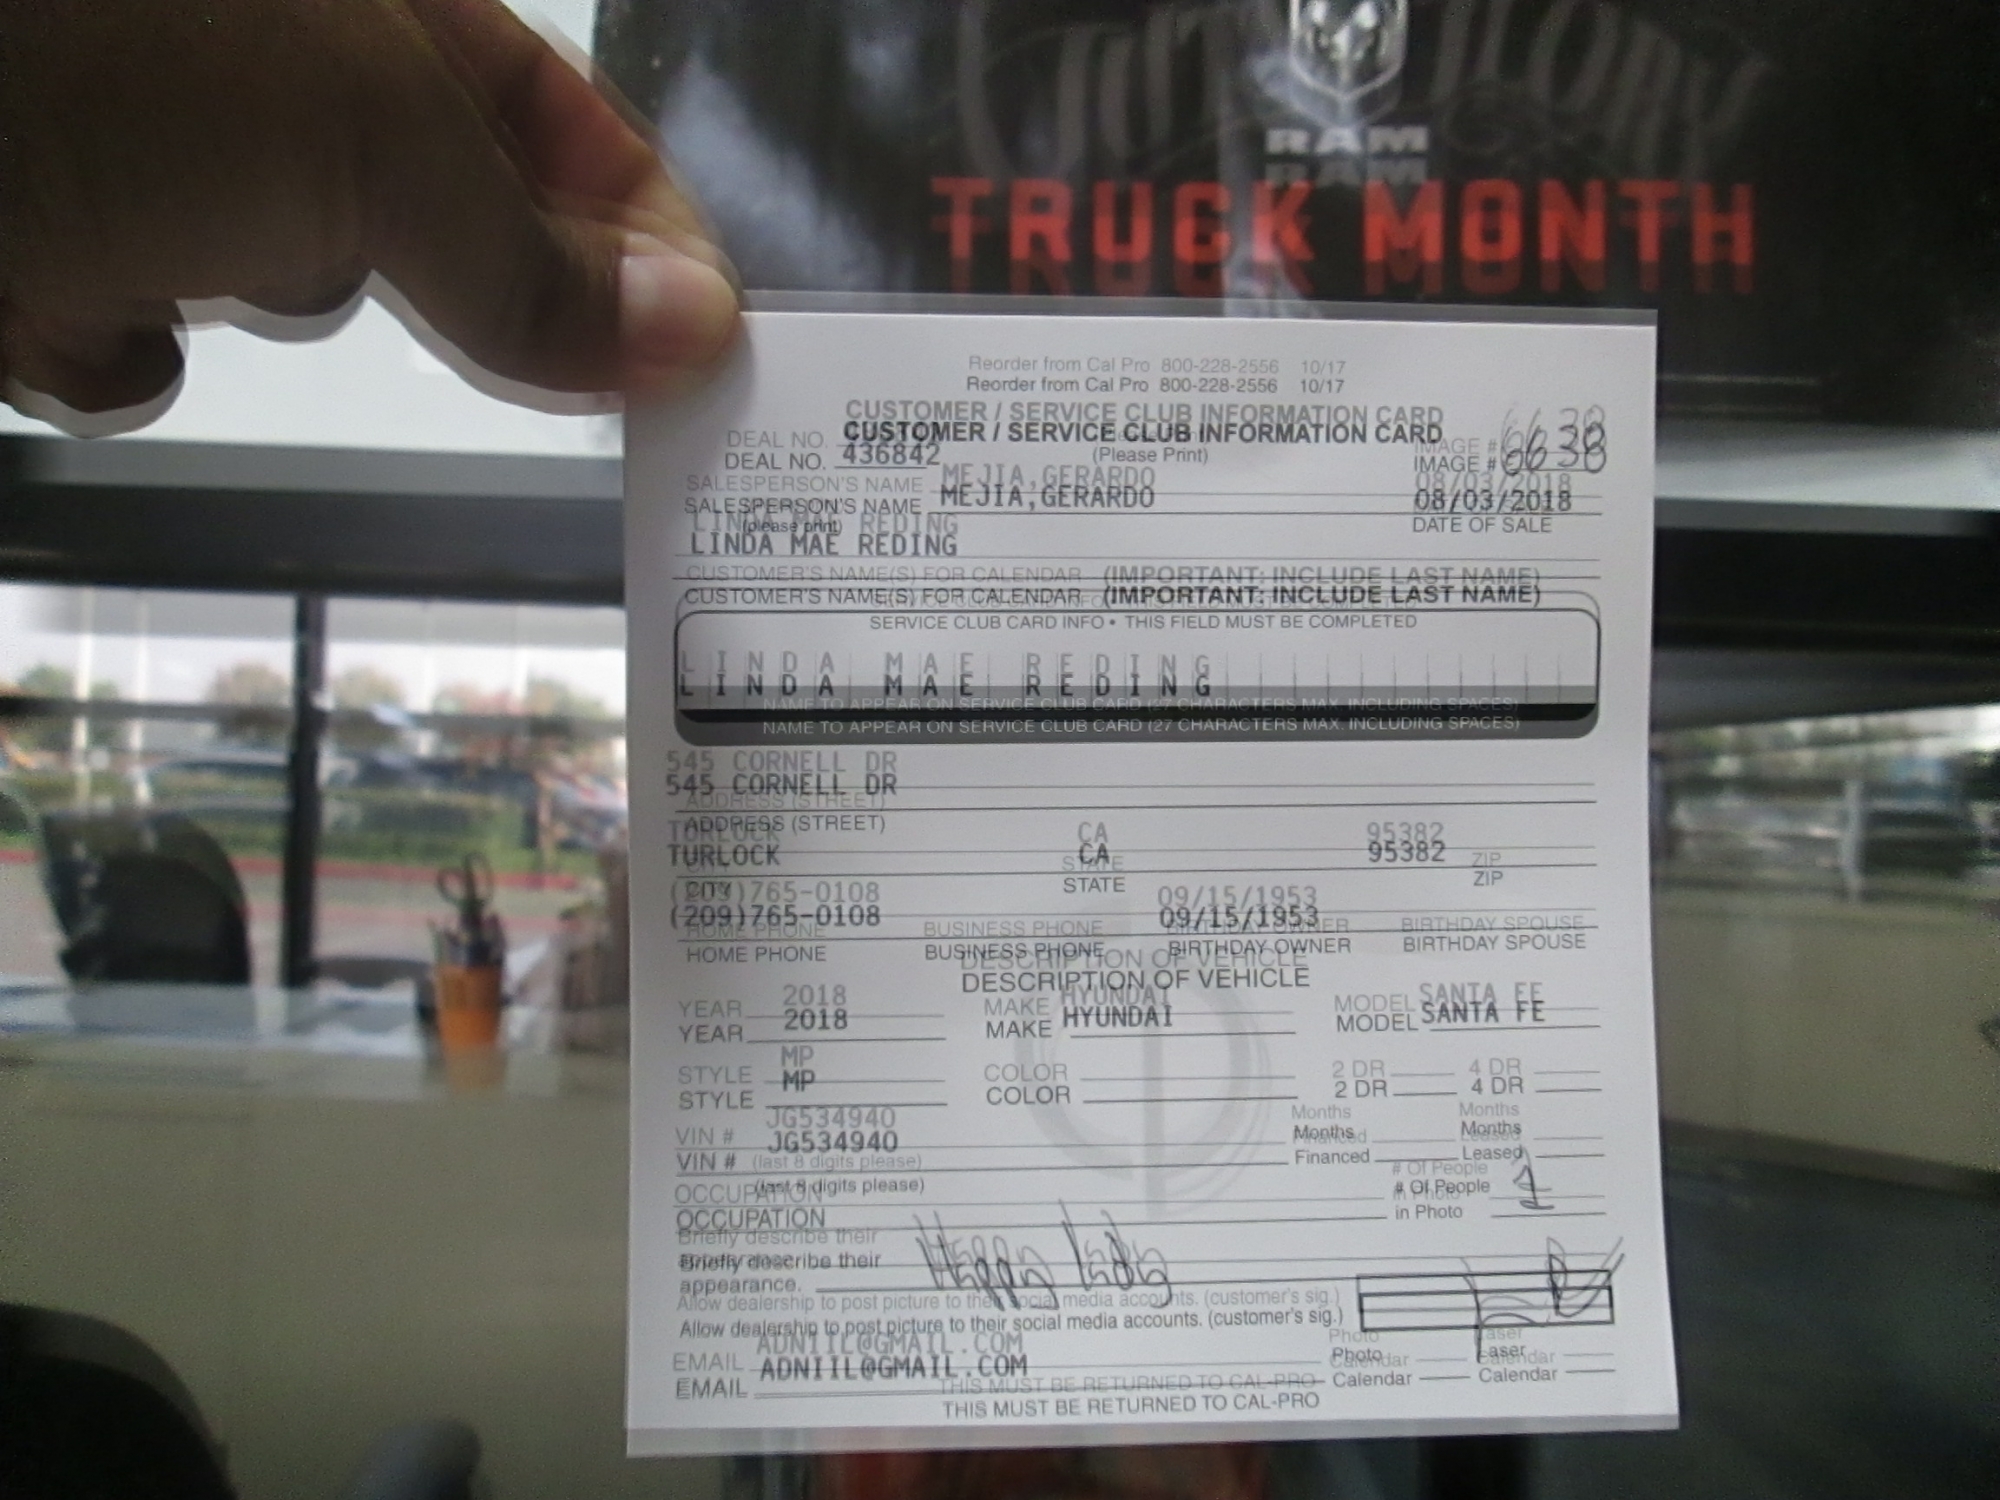 RAM
TRUCK MONTH
Reorder from Cal Pro 800-228-2556 10/17
CUSTOMER / SERVICE CLUB INFORMATION CARD
DEAL NO. 436842 (Please Print) IMAGE # 6638
SALESPERSON'S NAME MEJIA,GERARDO 08/03/2018
(please print) DATE OF SALE
LINDA MAE REDING
CUSTOMER'S NAME(S) FOR CALENDAR (IMPORTANT: INCLUDE LAST NAME)
SERVICE CLUB CARD INFO • THIS FIELD MUST BE COMPLETED
LINDA MAE REDING
NAME TO APPEAR ON SERVICE CLUB CARD (27 CHARACTERS MAX. INCLUDING SPACES)
545 CORNELL DR
ADDRESS (STREET)
TURLOCK CA 95382
CITY STATE ZIP
(209)765-0108 09/15/1953
HOME PHONE BUSINESS PHONE BIRTHDAY OWNER BIRTHDAY SPOUSE
DESCRIPTION OF VEHICLE
YEAR 2018 MAKE HYUNDAI MODEL SANTA FE
STYLE MP COLOR 2 DR 4 DR
VIN # JG534940 Months Financed Months Leased
(last 8 digits please)
OCCUPATION # Of People in Photo 1
Briefly describe their
appearance. Happy lady
Allow dealership to post picture to their social media accounts. (customer's sig.)
EMAIL ADNIIL@GMAIL.COM Photo Calendar Laser Calendar
THIS MUST BE RETURNED TO CAL-PRO